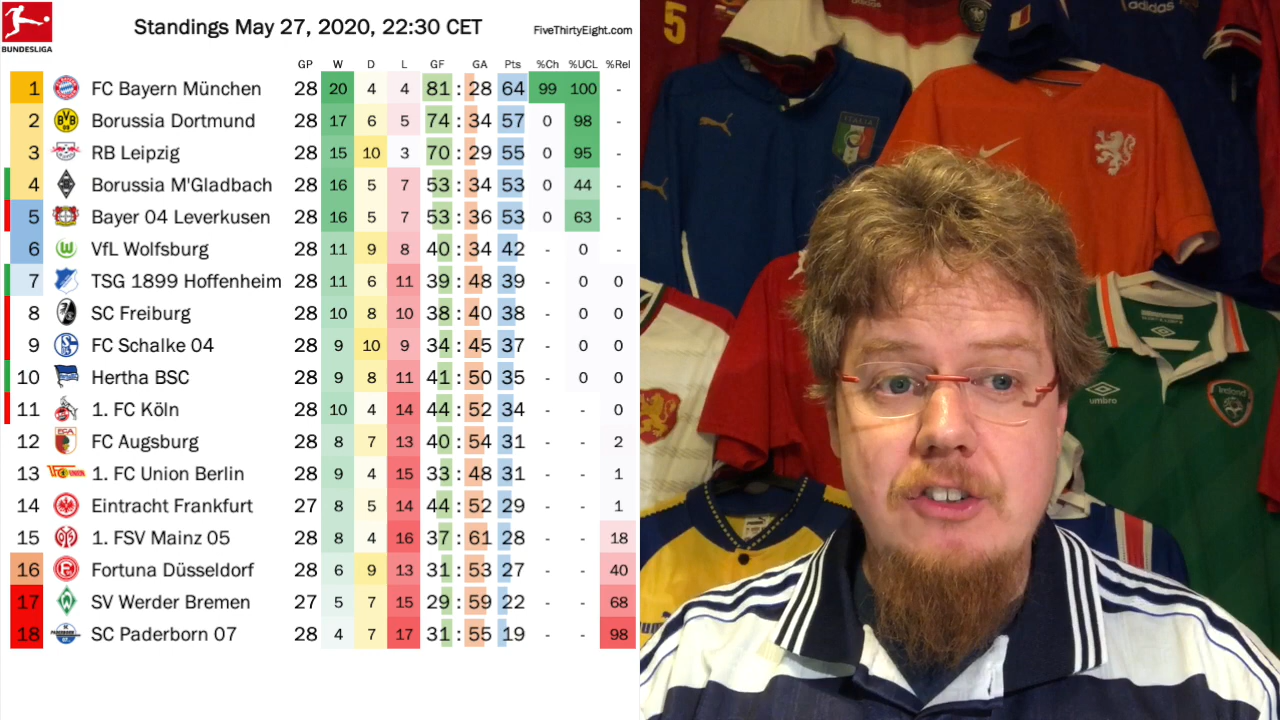 BUNDESLIGA
Standings May 27, 2020, 22:30 CET
FiveThirtyEight.com
GP W D L GF GA Pts %Ch %UCL %Rel
1 FC Bayern München 28 20 4 4 81 : 28 64 99 100 -
2 Borussia Dortmund 28 17 6 5 74 : 34 57 0 98 -
3 RB Leipzig 28 15 10 3 70 : 29 55 0 95 -
4 Borussia M'Gladbach 28 16 5 7 53 : 34 53 0 44 -
5 Bayer 04 Leverkusen 28 16 5 7 53 : 36 53 0 63 -
6 VfL Wolfsburg 28 11 9 8 40 : 34 42 - 0 -
7 TSG 1899 Hoffenheim 28 11 6 11 39 : 48 39 - 0 0
8 SC Freiburg 28 10 8 10 38 : 40 38 - 0 0
9 FC Schalke 04 28 9 10 9 34 : 45 37 - 0 0
10 Hertha BSC 28 9 8 11 41 : 50 35 - 0 0
11 1. FC Köln 28 10 4 14 44 : 52 34 - - 0
12 FC Augsburg 28 8 7 13 40 : 54 31 - - 2
13 1. FC Union Berlin 28 9 4 15 33 : 48 31 - - 1
14 Eintracht Frankfurt 27 8 5 14 44 : 52 29 - - 1
15 1. FSV Mainz 05 28 8 4 16 37 : 61 28 - - 18
16 Fortuna Düsseldorf 28 6 9 13 31 : 53 27 - - 40
17 SV Werder Bremen 27 5 7 15 29 : 59 22 - - 68
18 SC Paderborn 07 28 4 7 17 31 : 55 19 - - 98
5
adidas
ITALIA
umbro
Ireland